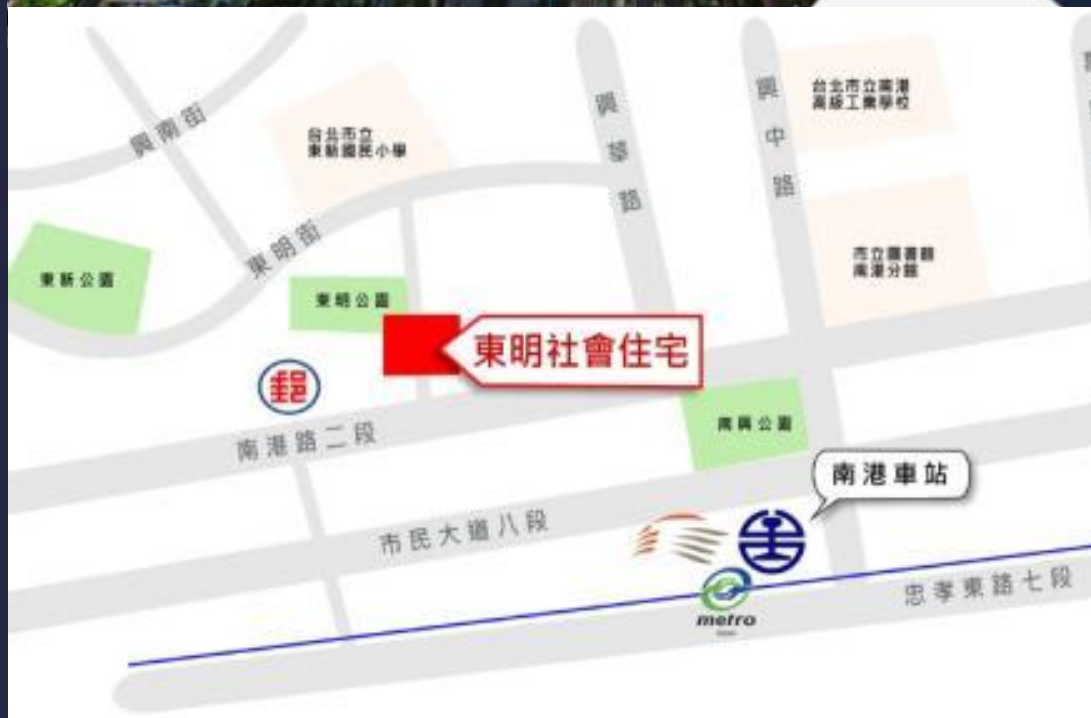 興南街
台北市立
東新國民小學
興華路
興中路
台北市立南港
高級工業學校
東明街
東新公園
東明公園
市立圖書館
南港分館
東明社會住宅
郵
南港路二段
南興公園
南港車站
市民大道八段
metro
忠孝東路七段